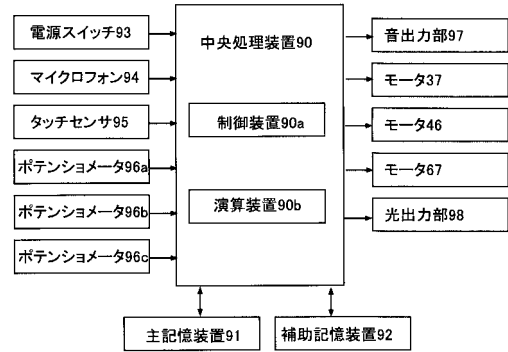 電源スイッチ93
マイクロフォン94
タッチセンサ95
ポテンショメータ96a
ポテンショメータ96b
ポテンショメータ96c
中央処理装置90
制御装置90a
演算装置90b
音出力部97
モータ37
モータ46
モータ67
光出力部98
主記憶装置91
補助記憶装置92